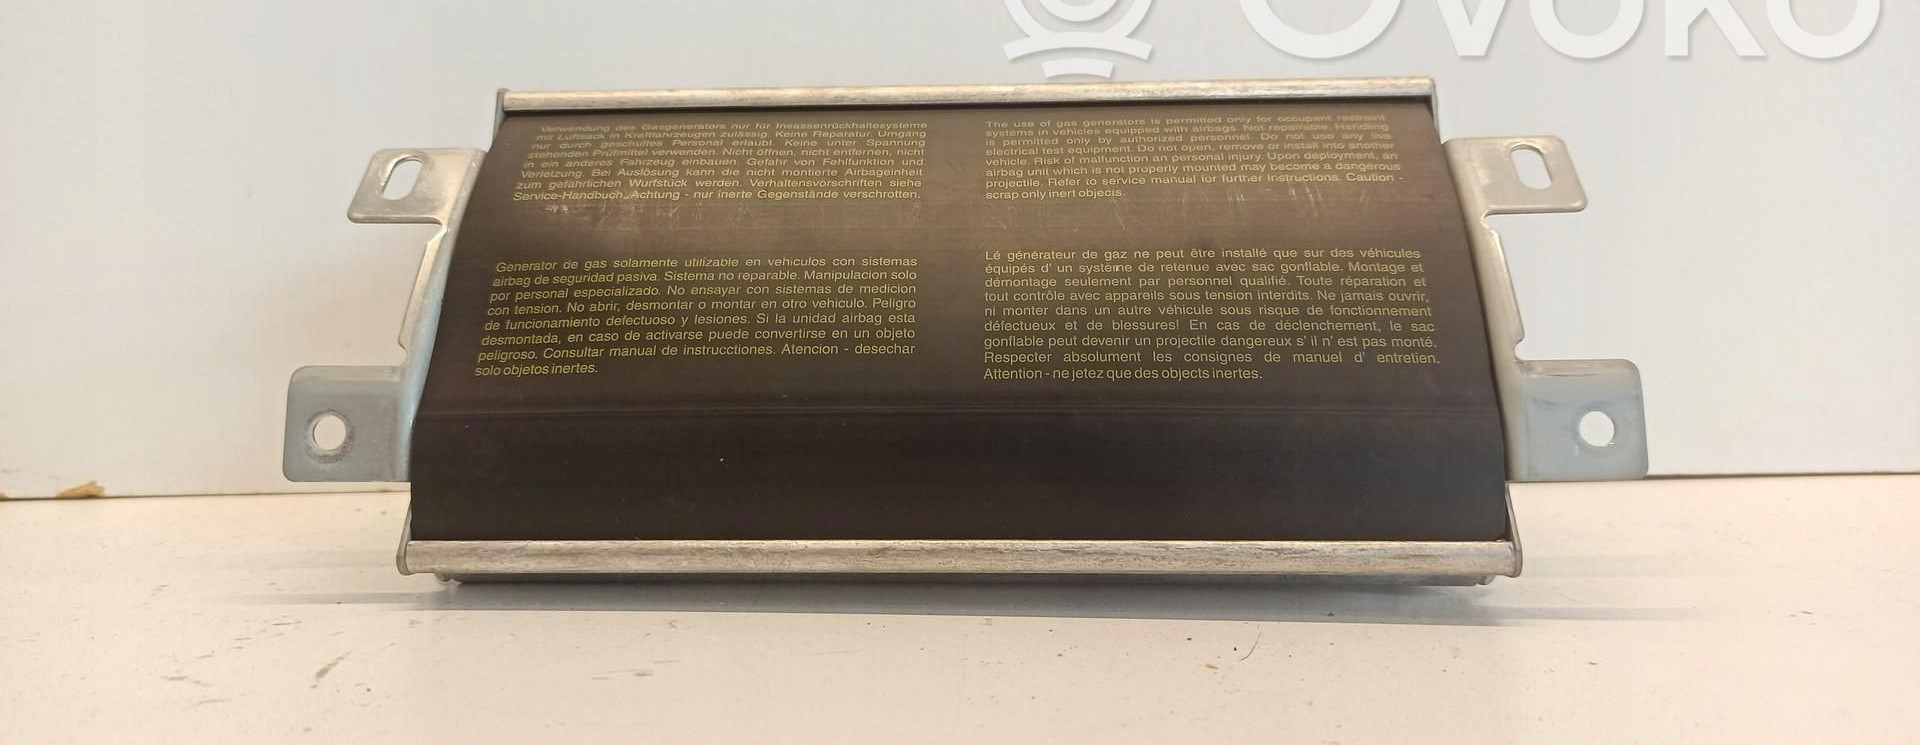 OVOKO
Verwendung des Gasgenerators nur für Insassenrückhaltesysteme
mit Luftsack in Kraftfahrzeugen zulässig. Keine Reparatur. Umgang
nur durch geschultes Personal erlaubt. Keine unter Spannung
stehenden Prüfmittel verwenden. Nicht öffnen, nicht entfernen, nicht
in ein anderes Fahrzeug einbauen. Gefahr von Fehlfunktion und
Verletzung. Bei Auslösung kann die nicht montierte Airbageinheit
zum gefährlichen Wurfstück werden. Verhaltensvorschriften siehe
Service-Handbuch. Achtung - nur inerte Gegenstände verschrotten.
The use of gas generators is permitted only for occupant restraint
systems in vehicles equipped with airbags. Not repairable. Handling
is permitted only by authorized personnel. Do not use any live
electrical test equipment. Do not open, remove or install into another
vehicle. Risk of malfunction an personal injury. Upon deployment, an
airbag unit which is not properly mounted may become a dangerous
projectile. Refer to service manual for further instructions. Caution -
scrap only inert objects.
Generator de gas solamente utilizable en vehiculos con sistemas
airbag de seguridad pasiva. Sistema no reparable. Manipulacion solo
por personal especializado. No ensayar con sistemas de medicion
con tension. No abrir, desmontar o montar en otro vehiculo. Peligro
de funcionamiento defectuoso y lesiones. Si la unidad airbag esta
desmontada, en caso de activarse puede convertirse en un objeto
peligroso. Consultar manual de instrucctiones. Atencion - desechar
solo objetos inertes.
Lé générateur de gaz ne peut être installé que sur des véhicules
équipés d' un système de retenue avec sac gonflable. Montage et
démontage seulement par personnel qualifié. Toute réparation et
tout contrôle avec appareils sous tension interdits. Ne jamais ouvrir,
ni monter dans un autre véhicule sous risque de fonctionnement
défectueux et de blessures! En cas de déclenchement, le sac
gonflable peut devenir un projectile dangereux s' il n' est pas monté.
Respecter absolument les consignes de manuel d' entretien.
Attention - ne jetez que des objects inertes.